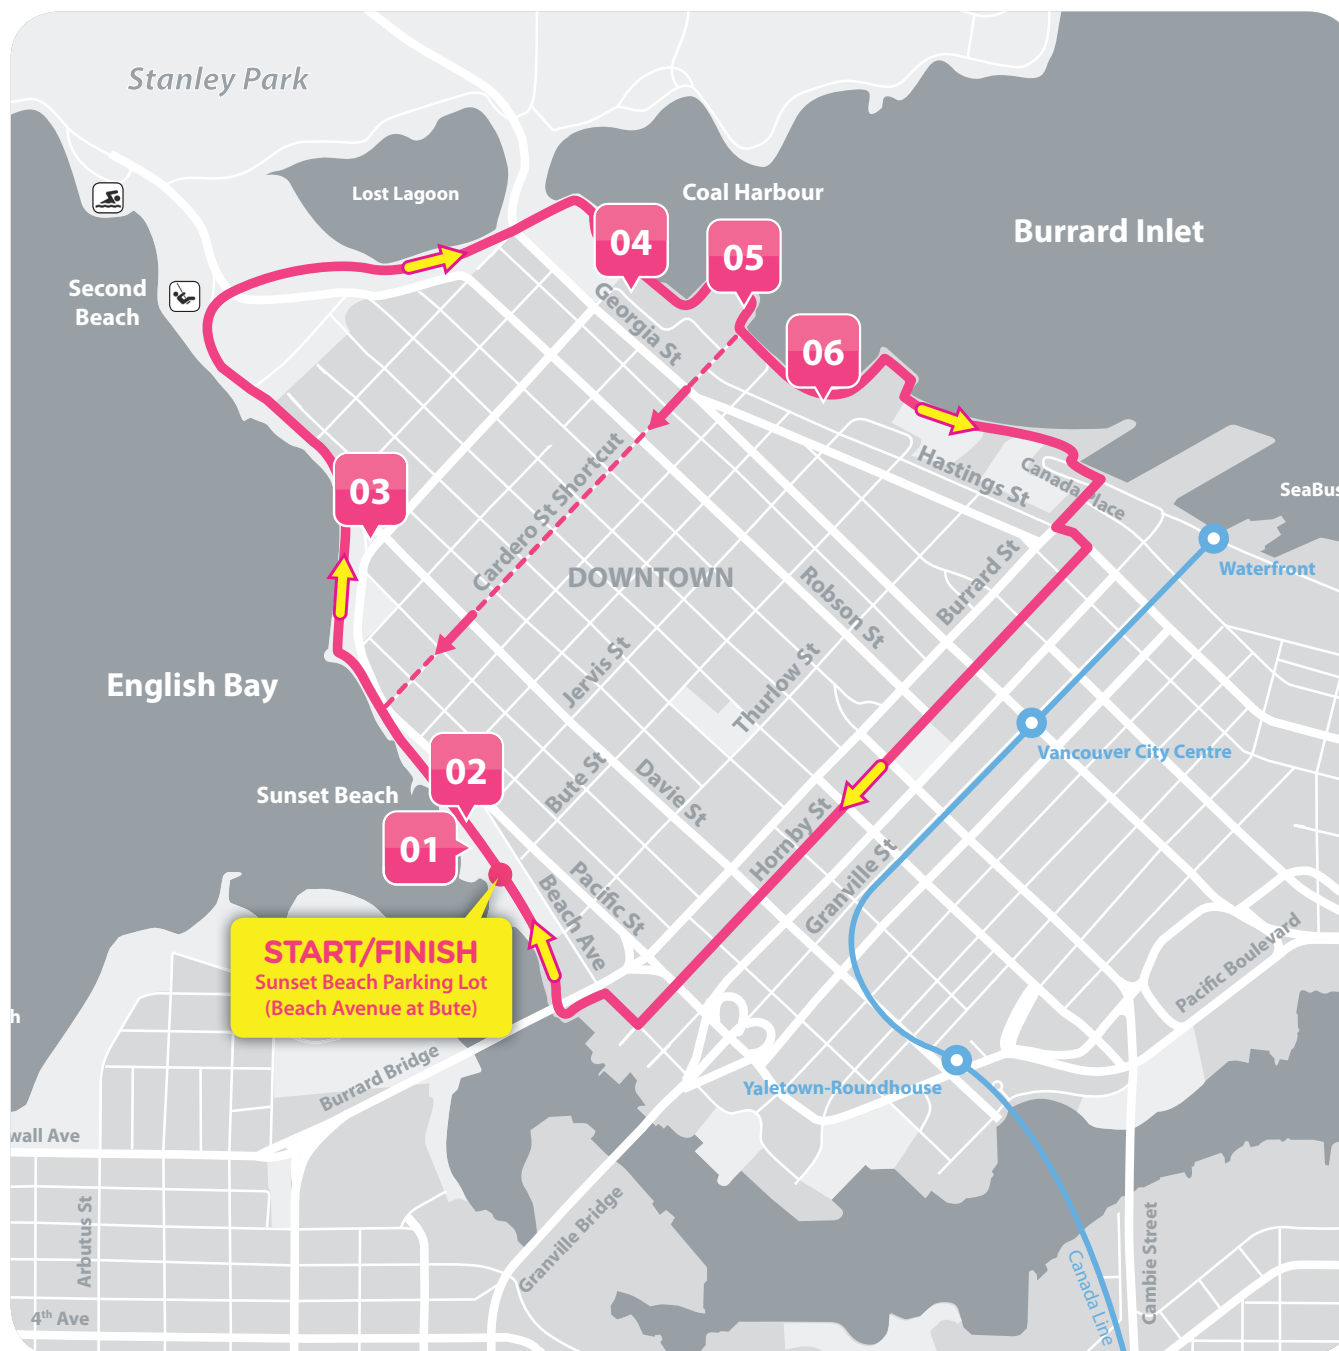 Stanley Park
Lost Lagoon
Coal Harbour
Burrard Inlet
04
05
Second
Beach
Georgia St
06
03
Cardero St Shortcut
Hastings St
Canada Place
SeaBus
Waterfront
DOWNTOWN
Robson St
Burrard St
English Bay
Jervis St
Thurlow St
Vancouver City Centre
02
Sunset Beach
Bute St
Davie St
01
Hornby St
Granville St
Pacific St
Beach Ave
START/FINISH
Sunset Beach Parking Lot
(Beach Avenue at Bute)
Pacific Boulevard
h
Burrard Bridge
Yaletown-Roundhouse
wall Ave
Arbutus St
Granville Bridge
Cambie Street
Canada Line
4th Ave